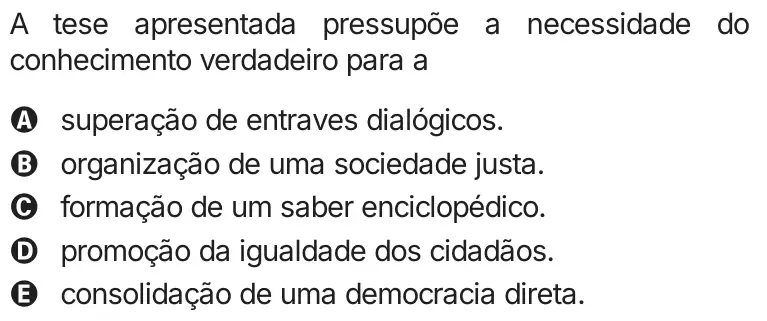 A tese apresentada pressupõe a necessidade do
conhecimento verdadeiro para a
A superação de entraves dialógicos.
B organização de uma sociedade justa.
C formação de um saber enciclopédico.
D promoção da igualdade dos cidadãos.
E consolidação de uma democracia direta.